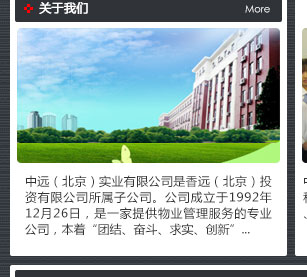 关于我们
More
中远（北京）实业有限公司是香远（北京）投
资有限公司所属子公司。公司成立于1992年
12月26日，是一家提供物业管理服务的专业
公司，本着“团结、奋斗、求实、创新”...